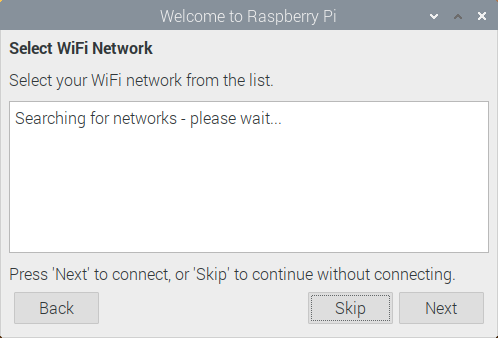 Welcome to Raspberry Pi
Select WiFi Network
Select your WiFi network from the list.
Searching for networks - please wait...
Press 'Next' to connect, or 'Skip' to continue without connecting.
Back Skip Next